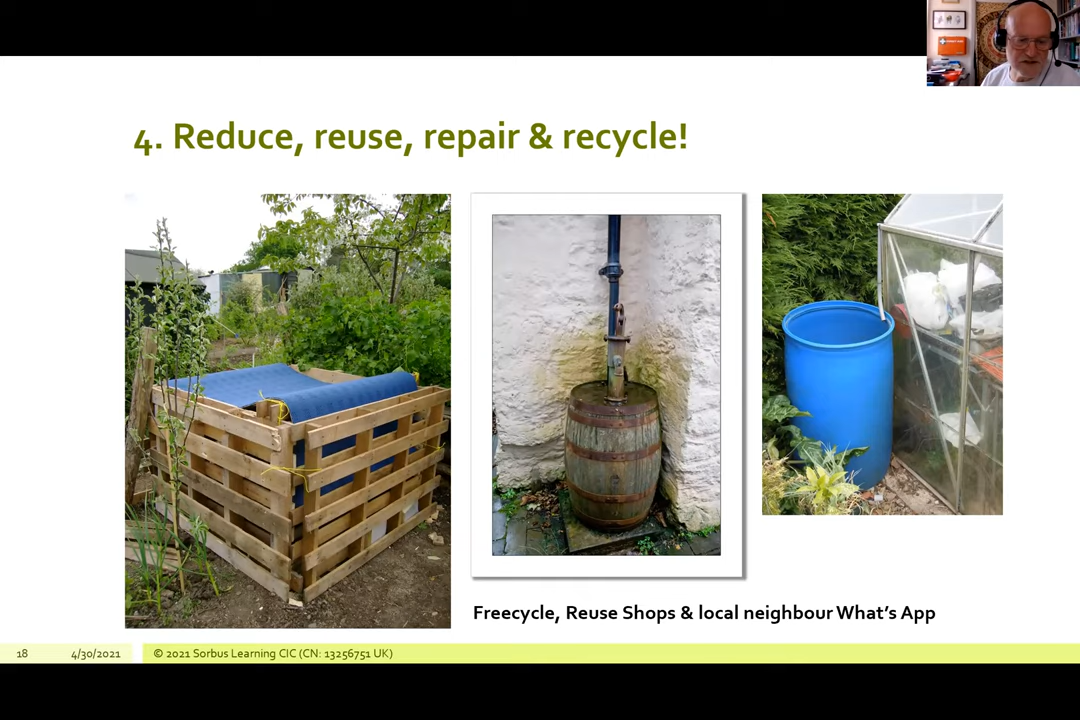 4. Reduce, reuse, repair & recycle!
Freecycle, Reuse Shops & local neighbour What’s App
18 4/30/2021 © 2021 Sorbus Learning CIC (CN: 13256751 UK)